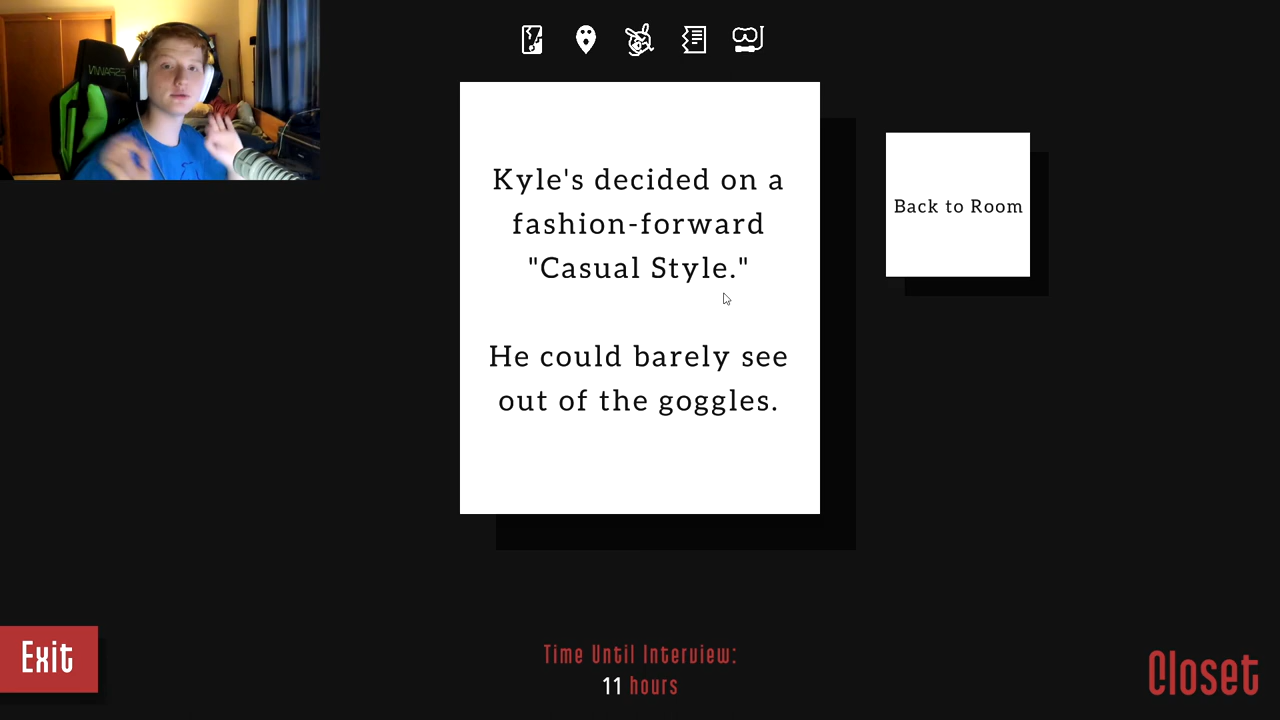 Kyle's decided on a
fashion-forward
"Casual Style."
He could barely see
out of the goggles.
Back to Room
Exit
Time Until Interview:
11 hours
Closet